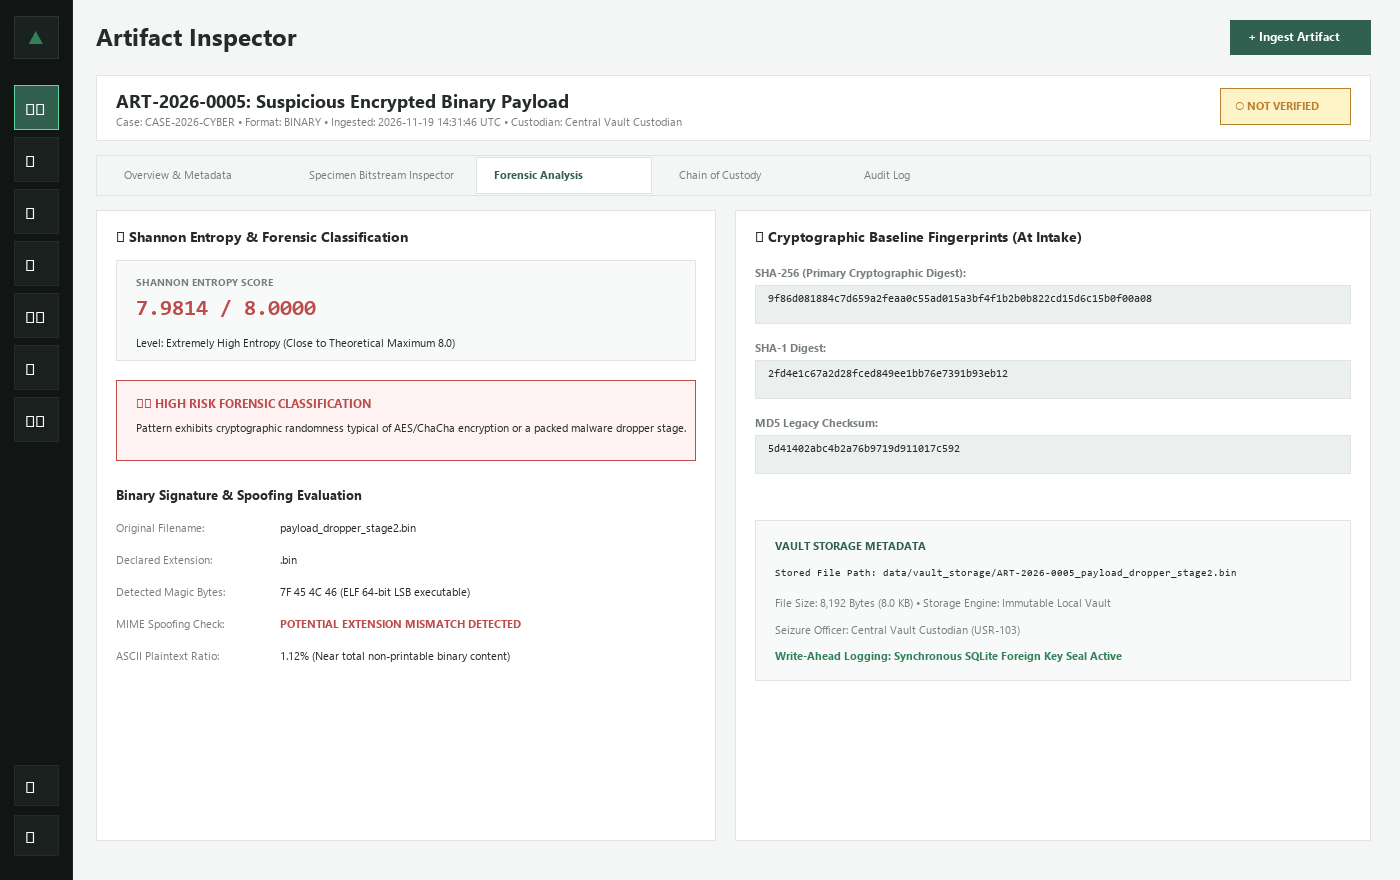 Artifact Inspector
+ Ingest Artifact
ART-2026-0005: Suspicious Encrypted Binary Payload
Case: CASE-2026-CYBER • Format: BINARY • Ingested: 2026-11-19 14:31:46 UTC • Custodian: Central Vault Custodian
○ NOT VERIFIED
Overview & Metadata
Specimen Bitstream Inspector
Forensic Analysis
Chain of Custody
Audit Log
Shannon Entropy & Forensic Classification
SHANNON ENTROPY SCORE
7.9814 / 8.0000
Level: Extremely High Entropy (Close to Theoretical Maximum 8.0)
HIGH RISK FORENSIC CLASSIFICATION
Pattern exhibits cryptographic randomness typical of AES/ChaCha encryption or a packed malware dropper stage.
Binary Signature & Spoofing Evaluation
Original Filename: payload_dropper_stage2.bin
Declared Extension: .bin
Detected Magic Bytes: 7F 45 4C 46 (ELF 64-bit LSB executable)
MIME Spoofing Check: POTENTIAL EXTENSION MISMATCH DETECTED
ASCII Plaintext Ratio: 1.12% (Near total non-printable binary content)
Cryptographic Baseline Fingerprints (At Intake)
SHA-256 (Primary Cryptographic Digest):
9f86d081884c7d659a2feaa0c55ad015a3bf4f1b2b0b822cd15d6c15b0f00a08
SHA-1 Digest:
2fd4e1c67a2d28fced849ee1bb76e7391b93eb12
MD5 Legacy Checksum:
5d41402abc4b2a76b9719d911017c592
VAULT STORAGE METADATA
Stored File Path: data/vault_storage/ART-2026-0005_payload_dropper_stage2.bin
File Size: 8,192 Bytes (8.0 KB) • Storage Engine: Immutable Local Vault
Seizure Officer: Central Vault Custodian (USR-103)
Write-Ahead Logging: Synchronous SQLite Foreign Key Seal Active